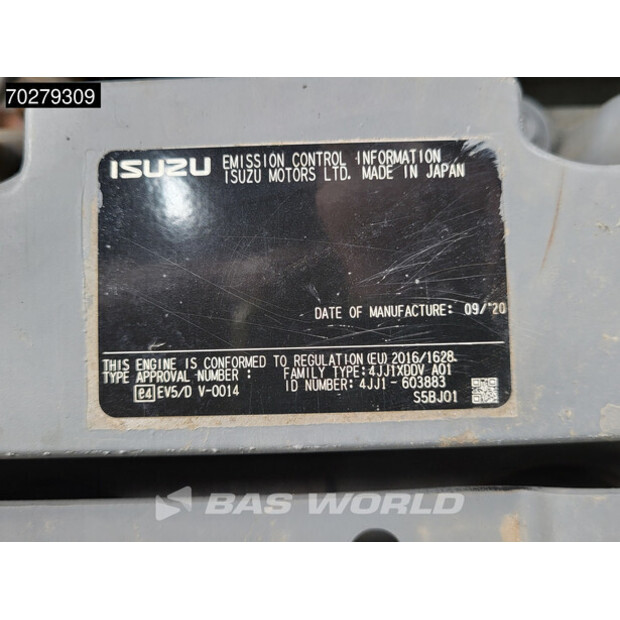 70279309
ISUZU EMISSION CONTROL INFORMATION
ISUZU MOTORS LTD. MADE IN JAPAN
DATE OF MANUFACTURE: 09/'20
THIS ENGINE IS CONFORMED TO REGULATION (EU) 2016/1628.
TYPE APPROVAL NUMBER : FAMILY TYPE: 4JJ1XDDV A01
e4 EV5/D V-0014 ID NUMBER: 4JJ1- 603883
S5BJ01
BAS WORLD